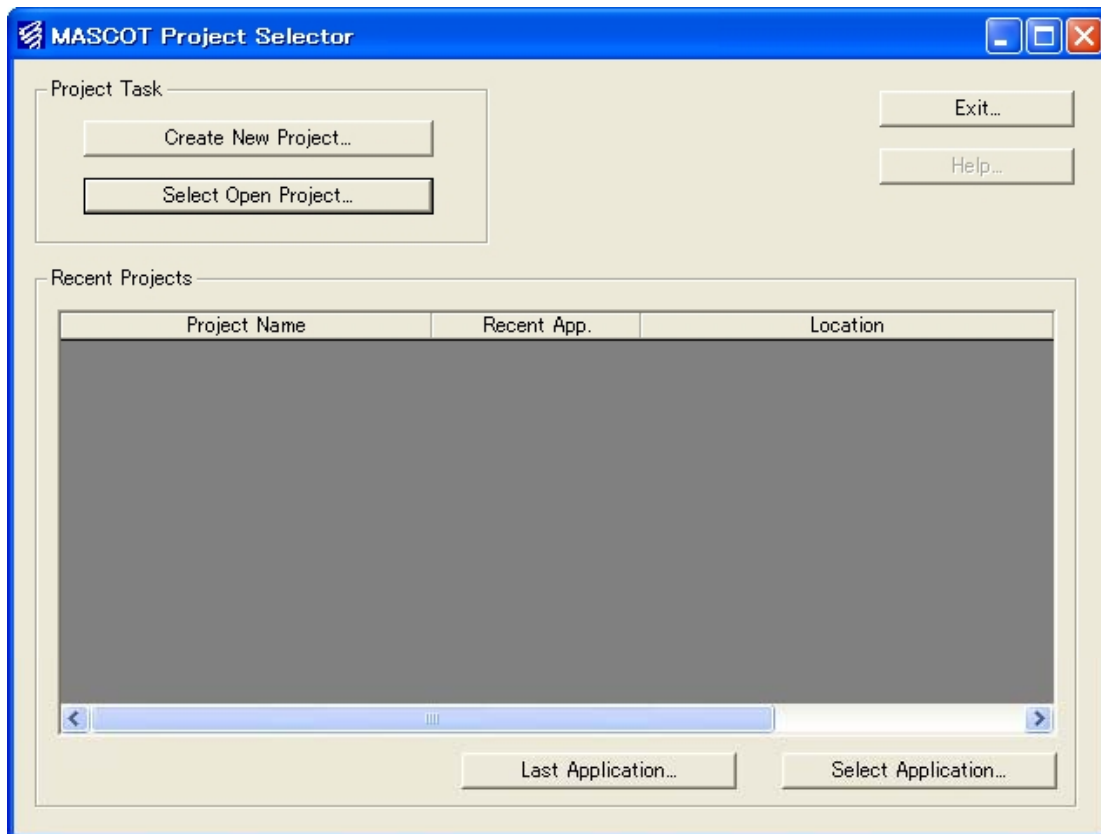 MASCOT Project Selector
Project Task
Create New Project...
Select Open Project...
Exit...
Help...
Recent Projects
Project Name Recent App. Location
Last Application... Select Application...